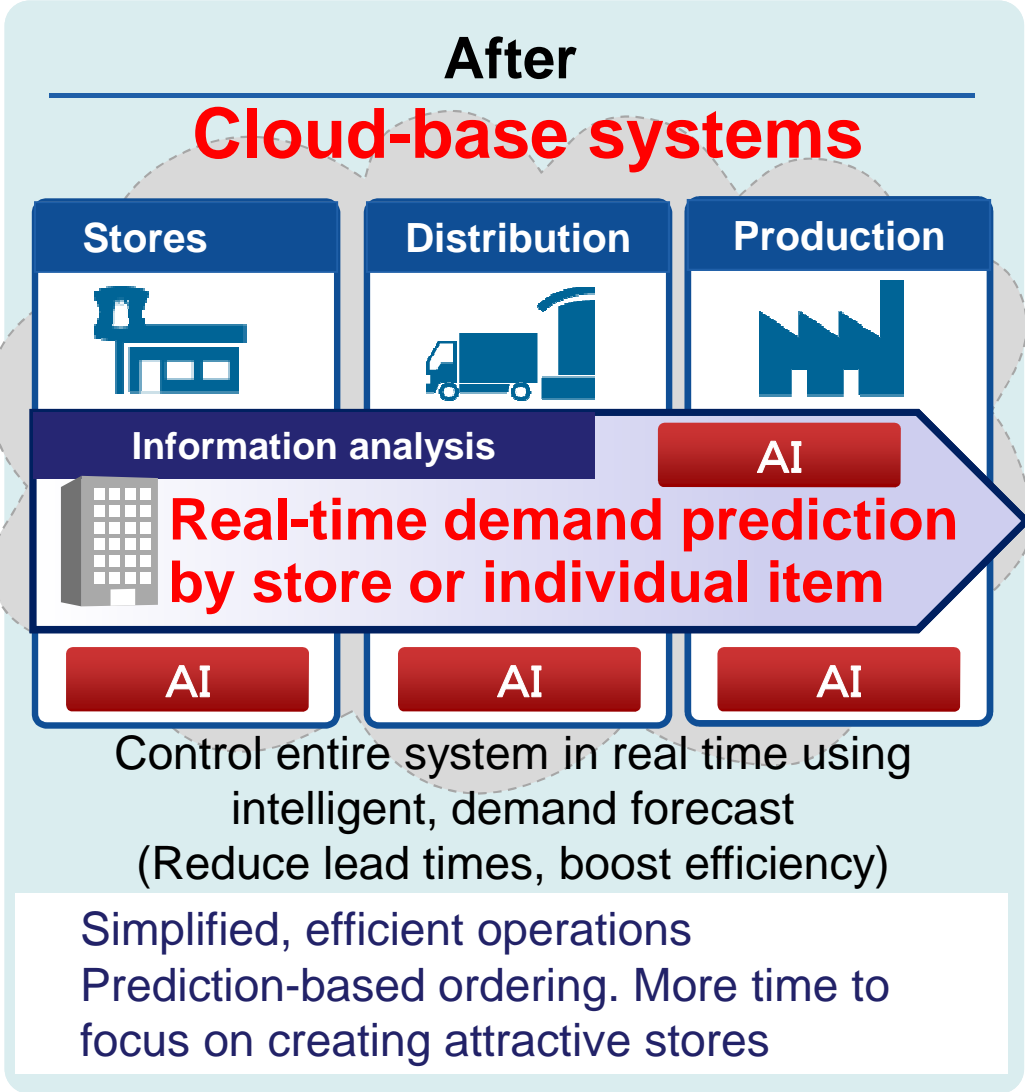 After
Cloud-base systems
Stores
Distribution
Production
Information analysis
AI
Real-time demand prediction
by store or individual item
AI
AI
AI
Control entire system in real time using
intelligent, demand forecast
(Reduce lead times, boost efficiency)
Simplified, efficient operations
Prediction-based ordering. More time to
focus on creating attractive stores